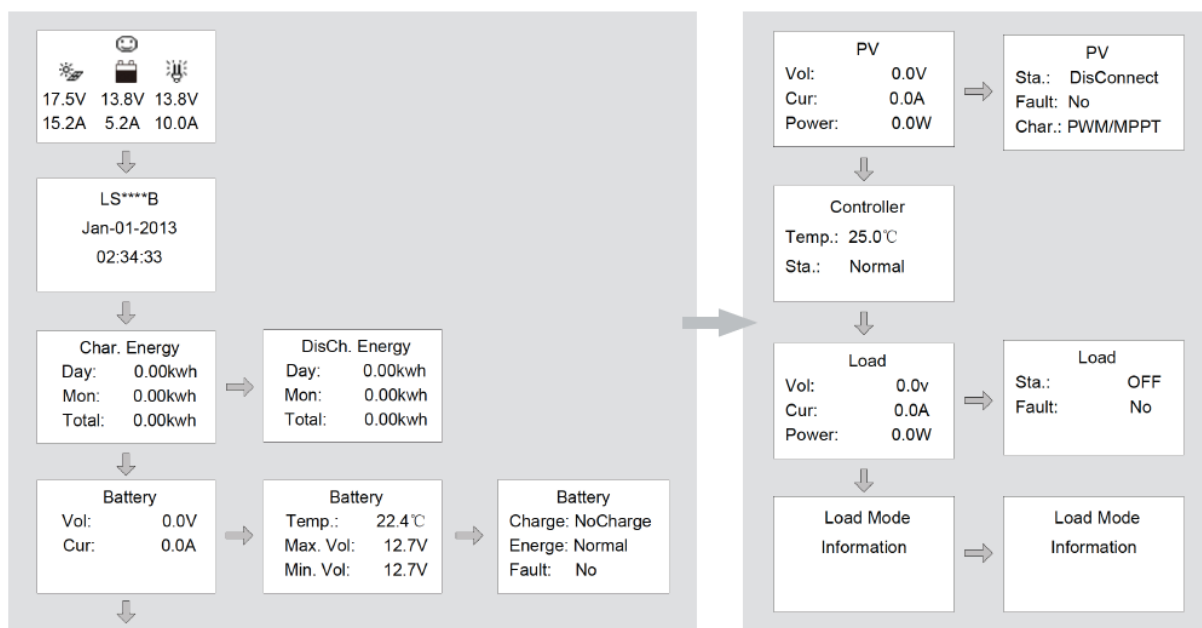 17.5V 13.8V 13.8V
15.2A 5.2A 10.0A
LS****B
Jan-01-2013
02:34:33
Char. Energy
Day: 0.00kwh
Mon: 0.00kwh
Total: 0.00kwh
DisCh. Energy
Day: 0.00kwh
Mon: 0.00kwh
Total: 0.00kwh
Battery
Vol: 0.0V
Cur: 0.0A
Battery
Temp.: 22.4℃
Max. Vol: 12.7V
Min. Vol: 12.7V
Battery
Charge: NoCharge
Energe: Normal
Fault: No
PV
Vol: 0.0V
Cur: 0.0A
Power: 0.0W
PV
Sta.: DisConnect
Fault: No
Char.: PWM/MPPT
Controller
Temp.: 25.0℃
Sta.: Normal
Load
Vol: 0.0v
Cur: 0.0A
Power: 0.0W
Load
Sta.: OFF
Fault: No
Load Mode
Information
Load Mode
Information